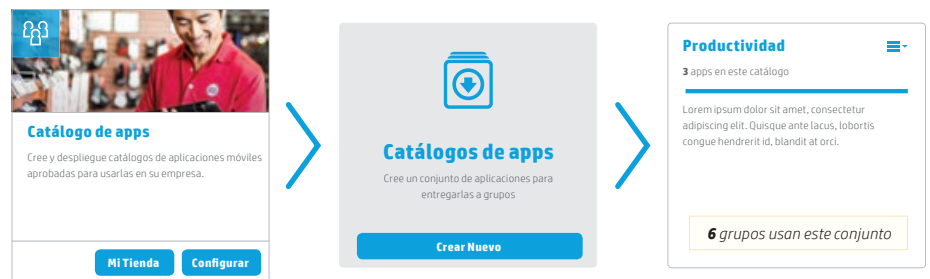 Catálogo de apps
Cree y despliegue catálogos de aplicaciones móviles
aprobadas para usarlas en su empresa.
Mi Tienda
Configurar
Catálogos de apps
Cree un conjunto de aplicaciones para
entregarlas a grupos
Crear Nuevo
Productividad
3 apps en este catálogo
Lorem ipsum dolor sit amet, consectetur
adipiscing elit. Quisque ante lacus, lobortis
congue hendrerit id, blandit at orci.
6 grupos usan este conjunto